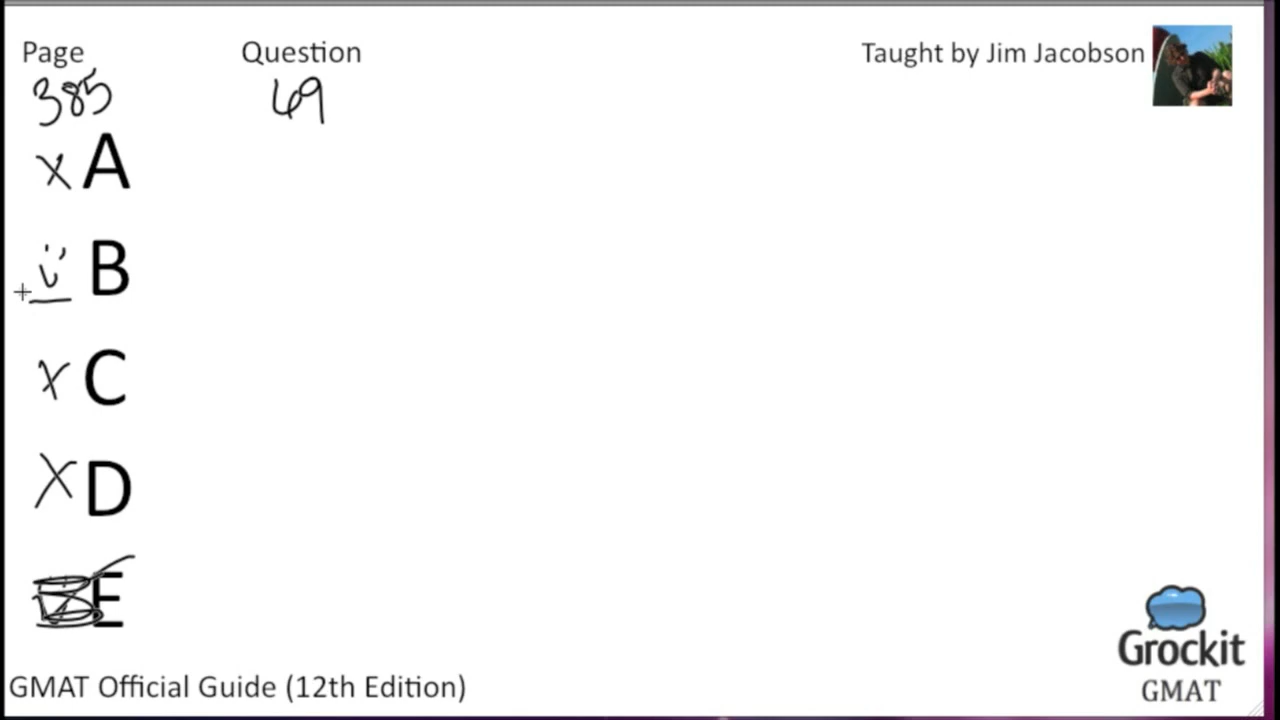 Page Question Taught by Jim Jacobson
385 69
x A
B
x C
X D
E
Grockit
GMAT
GMAT Official Guide (12th Edition)